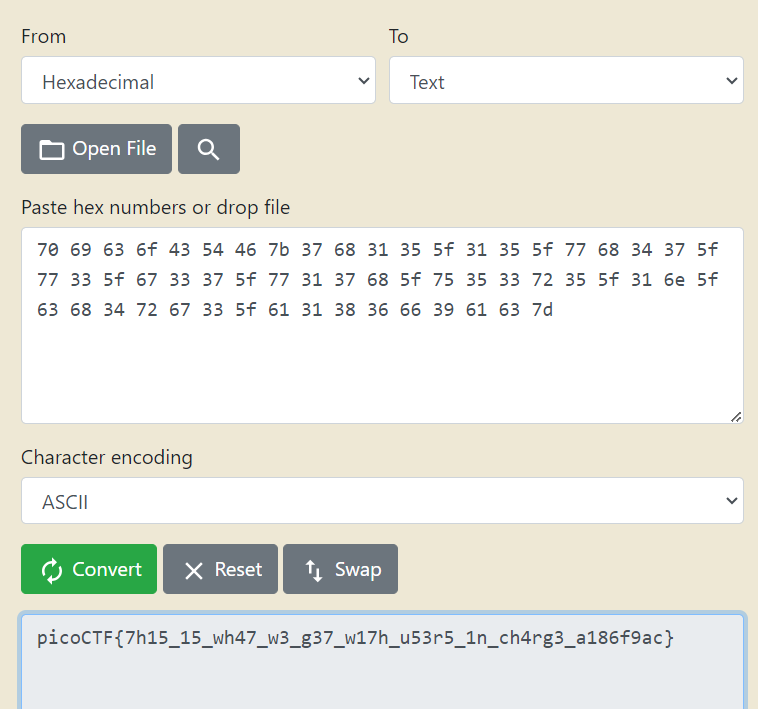 From To
Hexadecimal Text
Open File
Paste hex numbers or drop file
70 69 63 6f 43 54 46 7b 37 68 31 35 5f 31 35 5f 77 68 34 37 5f
77 33 5f 67 33 37 5f 77 31 37 68 5f 75 35 33 72 35 5f 31 6e 5f
63 68 34 72 67 33 5f 61 31 38 36 66 39 61 63 7d
Character encoding
ASCII
Convert Reset Swap
picoCTF{7h15_15_wh47_w3_g37_w17h_u53r5_1n_ch4rg3_a186f9ac}